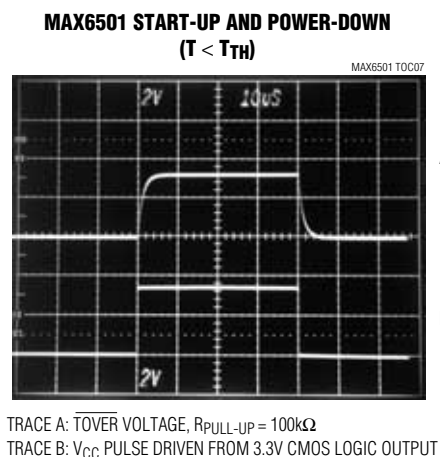 MAX6501 START-UP AND POWER-DOWN
(T < TTH)
MAX6501 TOC07
2V 10uS
2V
TRACE A: TOVER VOLTAGE, RPULL-UP = 100kΩ
TRACE B: VCC PULSE DRIVEN FROM 3.3V CMOS LOGIC OUTPUT